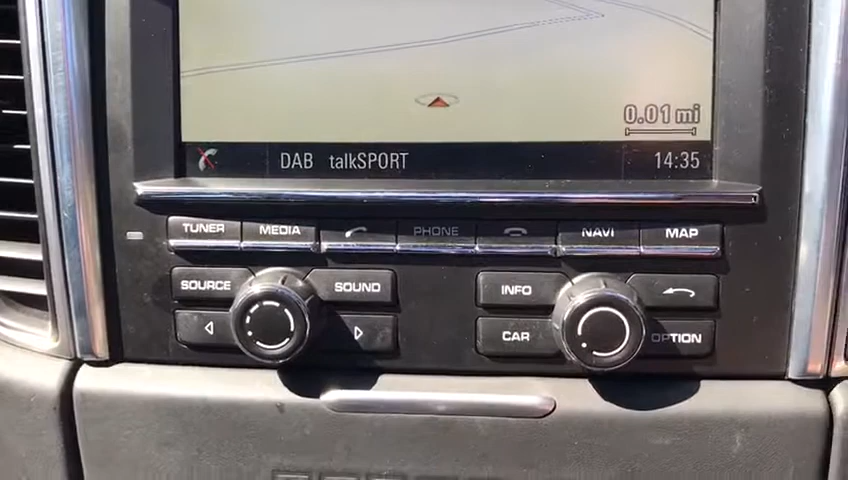 0.01 mi
DAB talkSPORT 14:35
TUNER MEDIA PHONE NAVI MAP
SOURCE SOUND INFO
CAR OPTION